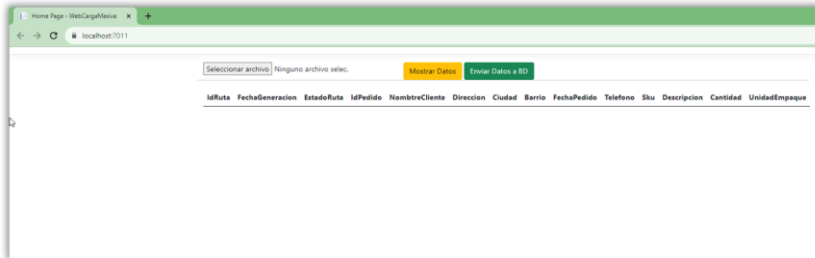 Home Page - WebCargaMasiva
localhost:7011
Seleccionar archivo Ninguno archivo selec. Mostrar Datos Enviar Datos a BD
IdRuta FechaGeneracion EstadoRuta IdPedido NombtreCliente Direccion Ciudad Barrio FechaPedido Telefono Sku Descripcion Cantidad UnidadEmpaque